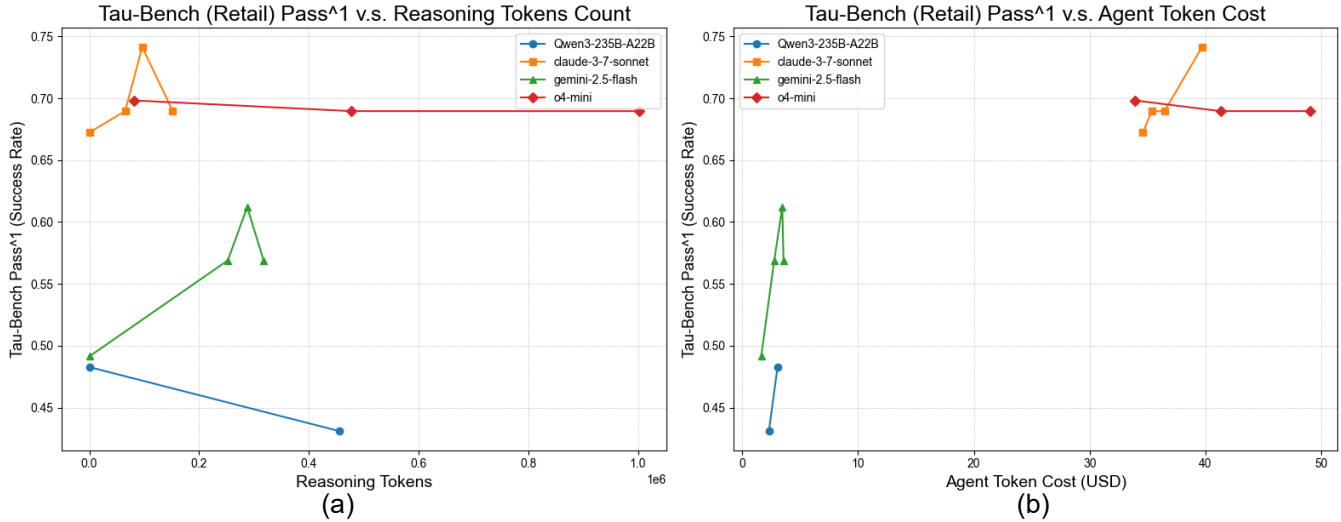 Tau-Bench (Retail) Pass^1 v.s. Reasoning Tokens Count
0.75
0.70
0.65
0.60
0.55
0.50
0.45
Tau-Bench Pass^1 (Success Rate)
Qwen3-235B-A22B
claude-3-7-sonnet
gemini-2.5-flash
o4-mini
0.0
0.2
0.4
0.6
0.8
1.0
1e6
Reasoning Tokens
(a)
Tau-Bench (Retail) Pass^1 v.s. Agent Token Cost
0.75
0.70
0.65
0.60
0.55
0.50
0.45
Tau-Bench Pass^1 (Success Rate)
Qwen3-235B-A22B
claude-3-7-sonnet
gemini-2.5-flash
o4-mini
0
10
20
30
40
50
Agent Token Cost (USD)
(b)